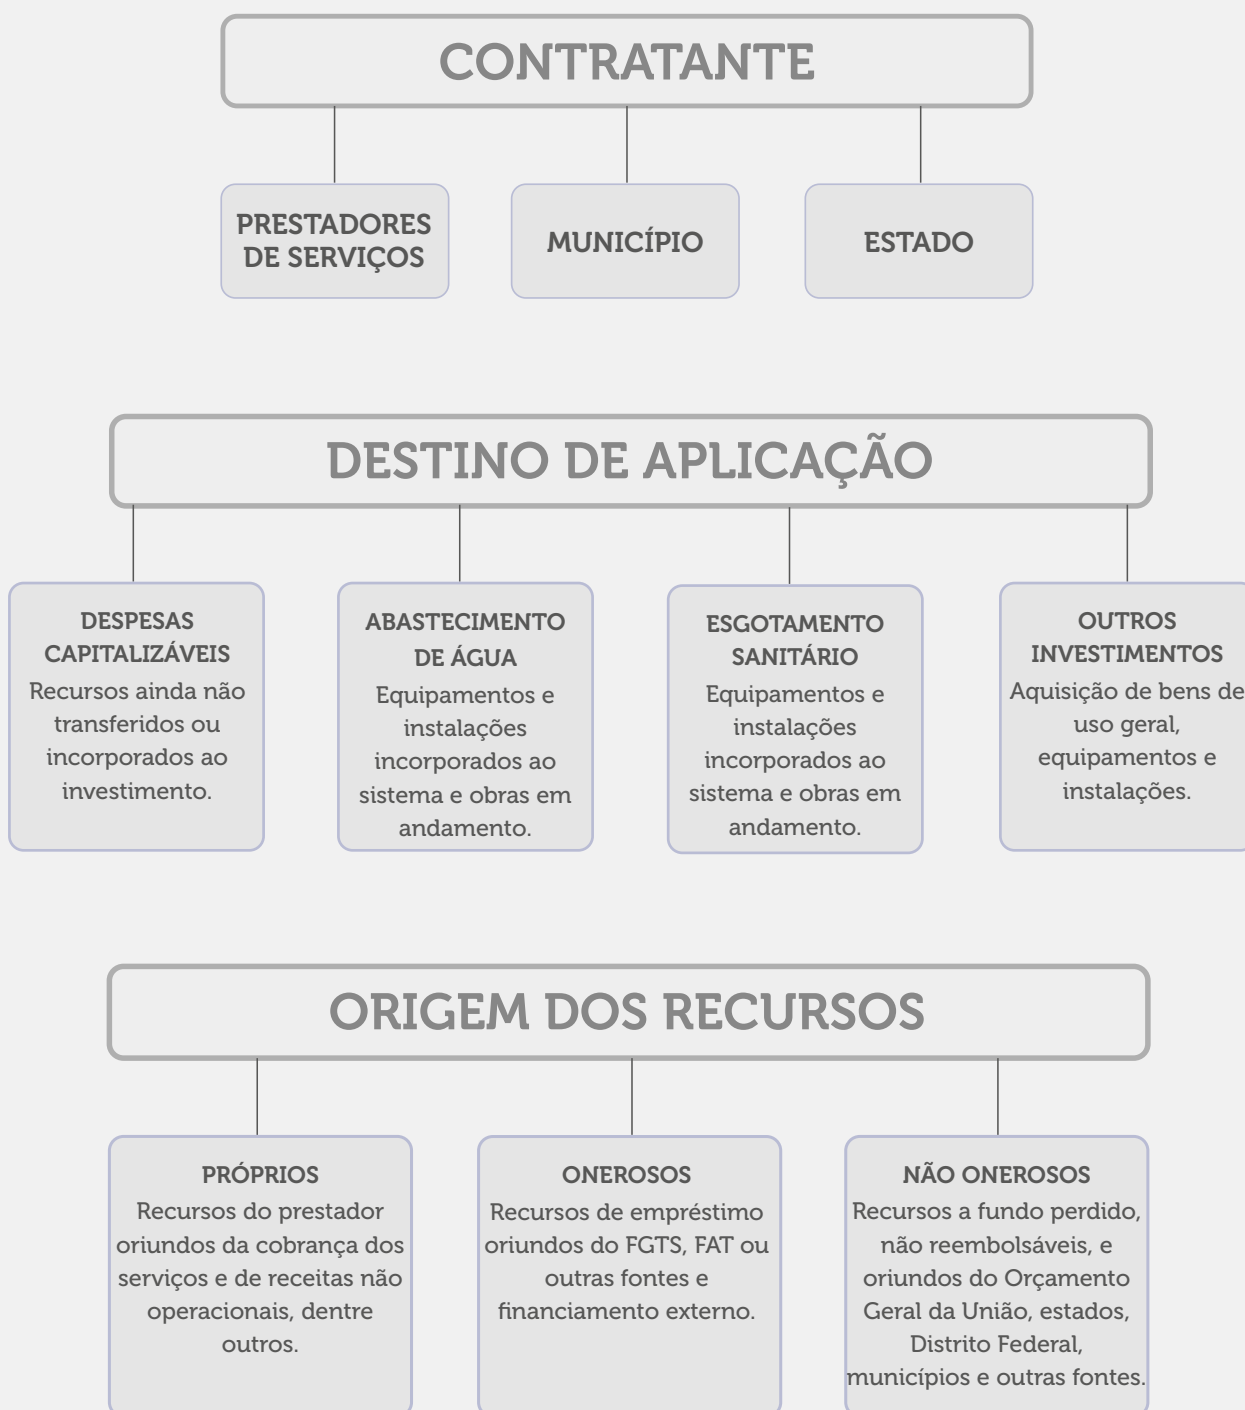 CONTRATANTE
PRESTADORES
DE SERVIÇOS
MUNICÍPIO
ESTADO
DESTINO DE APLICAÇÃO
DESPESAS
CAPITALIZÁVEIS
Recursos ainda não
transferidos ou
incorporados ao
investimento.
ABASTECIMENTO
DE ÁGUA
Equipamentos e
instalações
incorporados ao
sistema e obras em
andamento.
ESGOTAMENTO
SANITÁRIO
Equipamentos e
instalações
incorporados ao
sistema e obras em
andamento.
OUTROS
INVESTIMENTOS
Aquisição de bens de
uso geral,
equipamentos e
instalações.
ORIGEM DOS RECURSOS
PRÓPRIOS
Recursos do prestador
oriundos da cobrança dos
serviços e de receitas não
operacionais, dentre
outros.
ONEROSOS
Recursos de empréstimo
oriundos do FGTS, FAT ou
outras fontes e
financiamento externo.
NÃO ONEROSOS
Recursos a fundo perdido,
não reembolsáveis, e
oriundos do Orçamento
Geral da União, estados,
Distrito Federal,
municípios e outras fontes.